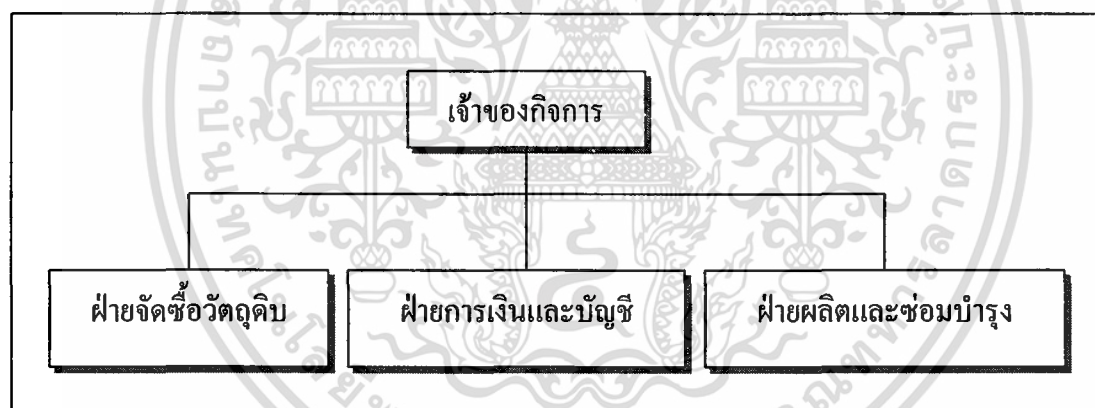 เจ้าของกิจการ
ฝ่ายจัดซื้อวัตถุดิบ
ฝ่ายการเงินและบัญชี
ฝ่ายผลิตและซ่อมบำรุง